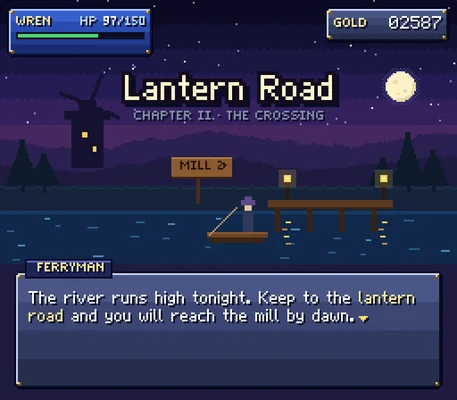 WREN HP 97/150
GOLD 02587
Lantern Road
CHAPTER II · THE CROSSING
MILL 2
FERRYMAN
The river runs high tonight. Keep to the lantern
road and you will reach the mill by dawn.